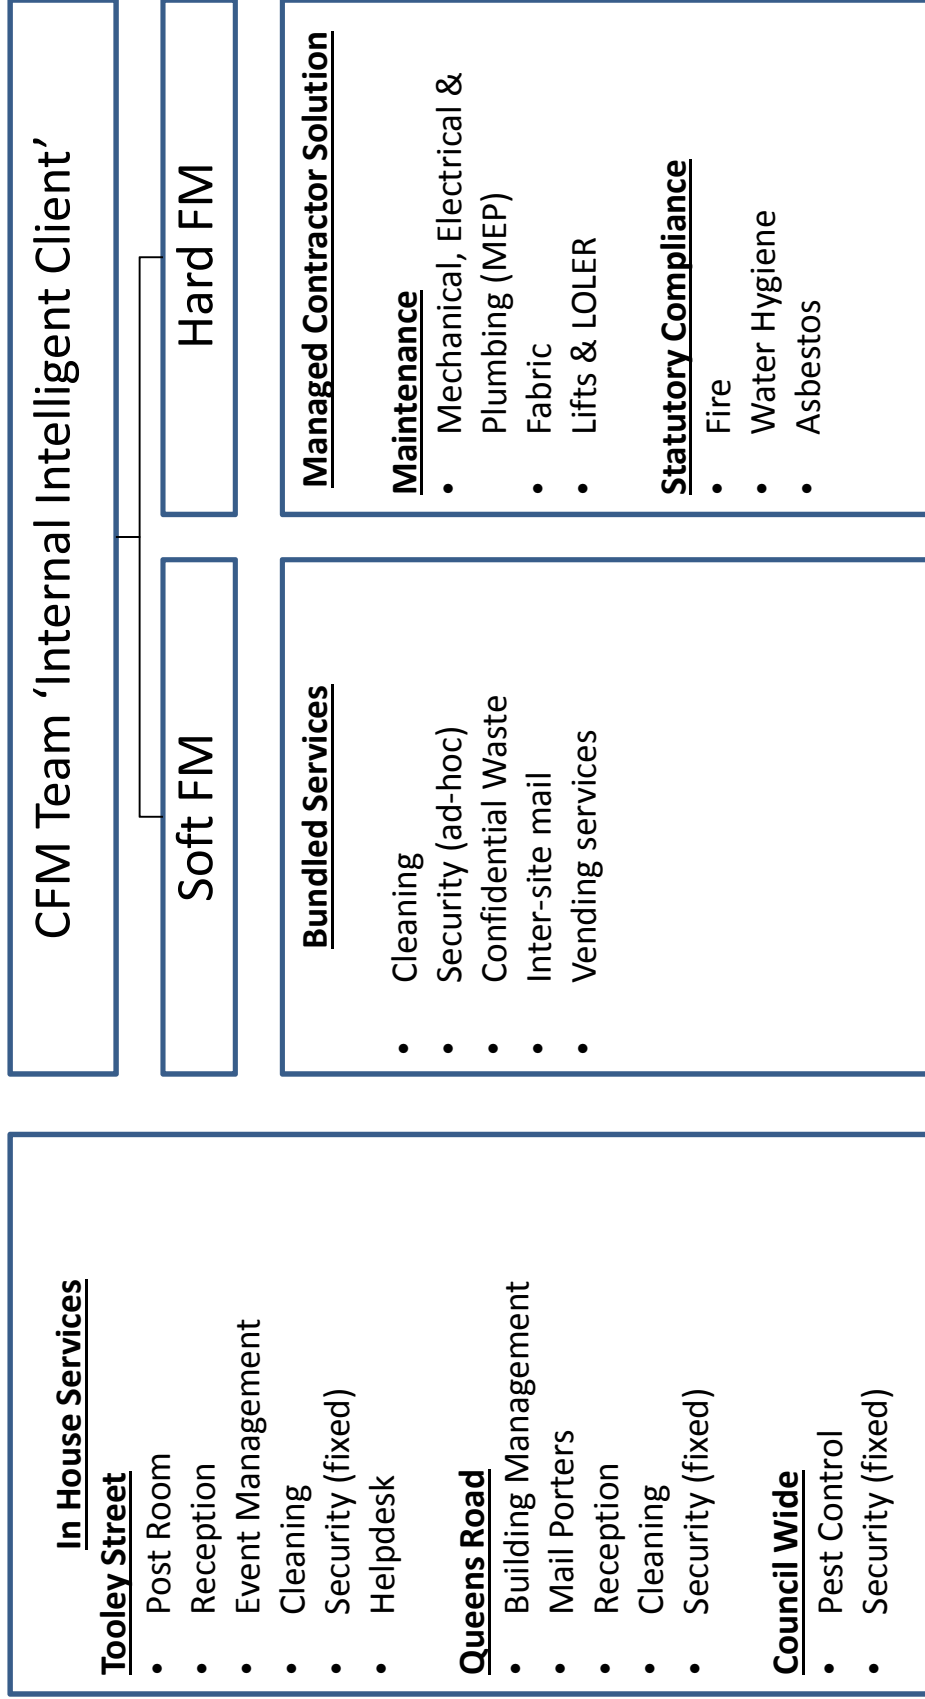 In House Services
Tooley Street
• Post Room
• Reception
• Event Management
• Cleaning
• Security (fixed)
• Helpdesk
Queens Road
• Building Management
• Mail Porters
• Reception
• Cleaning
• Security (fixed)
Council Wide
• Pest Control
• Security (fixed)
CFM Team ‘Internal Intelligent Client’
Soft FM
Bundled Services
• Cleaning
• Security (ad-hoc)
• Confidential Waste
• Inter-site mail
• Vending services
Hard FM
Managed Contractor Solution
Maintenance
• Mechanical, Electrical &
Plumbing (MEP)
• Fabric
• Lifts & LOLER
Statutory Compliance
• Fire
• Water Hygiene
• Asbestos